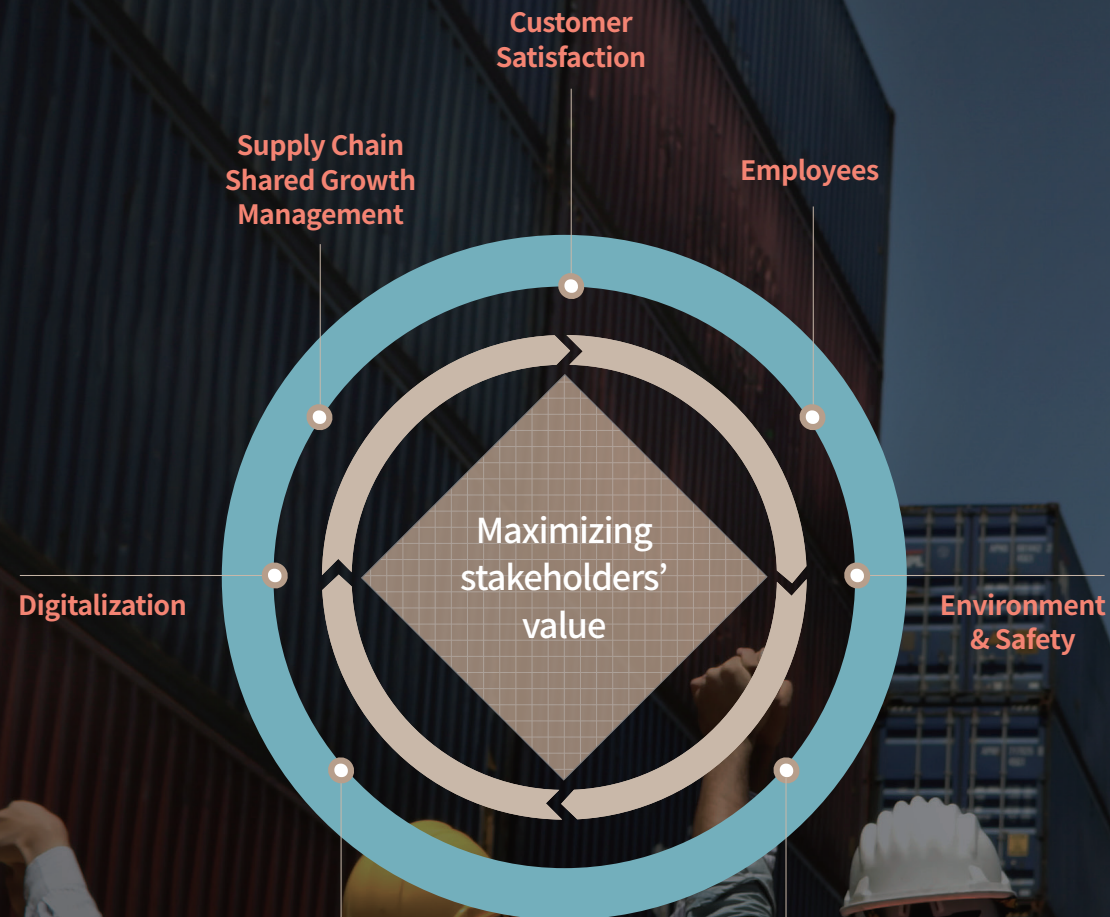 Customer
Satisfaction
Supply Chain
Shared Growth
Management
Employees
Maximizing
stakeholders’
value
Digitalization
Environment
& Safety